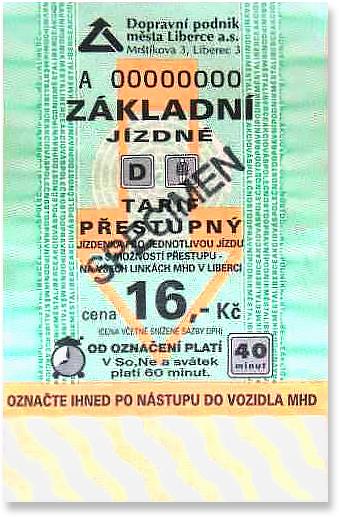 Dopravní podnik
města Liberce a.s.
Mrštíkova 3, Liberec 3
A 00000000
ZÁKLADNÍ
JÍZDNÉ
D
TARIF
PŘESTUPNÝ
JÍZDENKA PRO JEDNOTLIVOU JÍZDU
S MOŽNOSTÍ PŘESTUPU -
NA VŠECH LINKÁCH MHD V LIBERCI
SPECIMEN
cena 16,- Kč
(CENA VČETNĚ SNÍŽENÉ SAZBY DPH)
OD OZNAČENÍ PLATÍ 40 minut
V So,Ne a svátek
platí 60 minut.
OZNAČTE IHNED PO NÁSTUPU DO VOZIDLA MHD